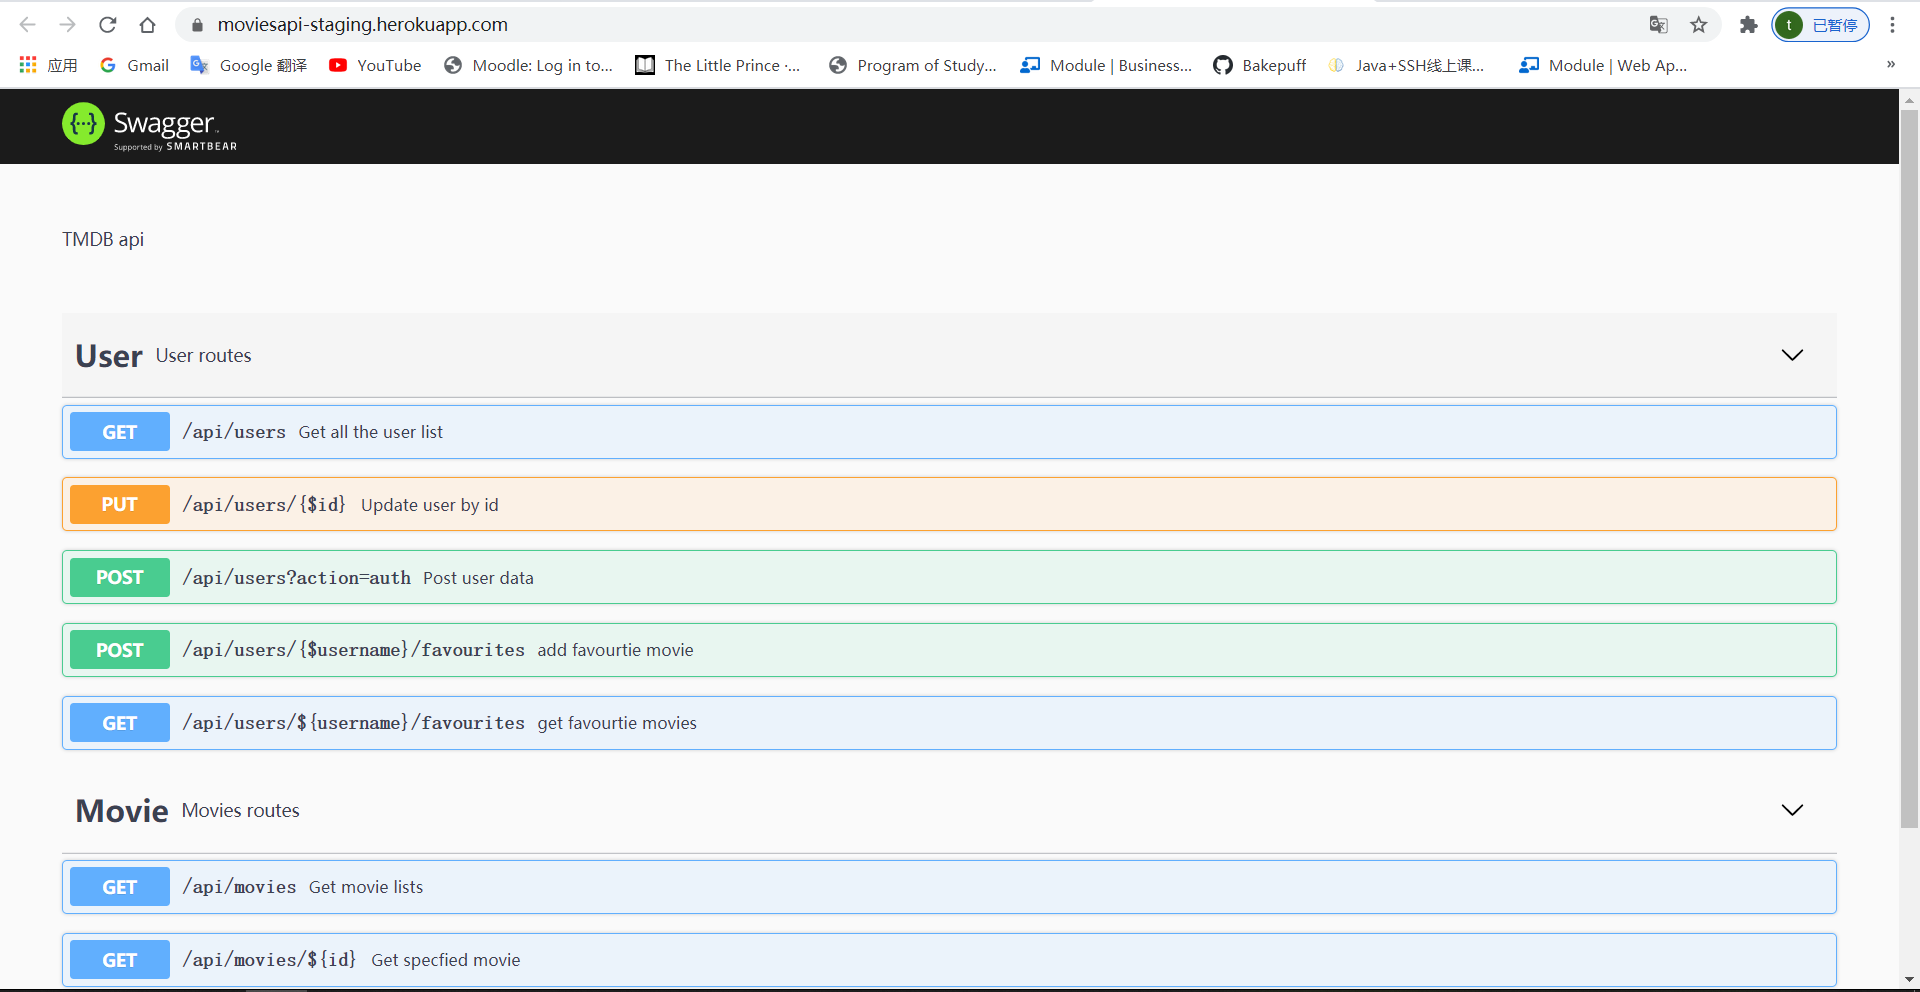 moviesapi-staging.herokuapp.com
t 已暂停
应用 Gmail Google 翻译 YouTube Moodle: Log in to... The Little Prince ·... Program of Study... Module | Business... Bakepuff Java+SSH线上课... Module | Web Ap... »
{···} Swagger
Supported by SMARTBEAR
TMDB api
User User routes
GET /api/users Get all the user list
PUT /api/users/{$id} Update user by id
POST /api/users?action=auth Post user data
POST /api/users/{$username}/favourites add favourtie movie
GET /api/users/${username}/favourites get favourtie movies
Movie Movies routes
GET /api/movies Get movie lists
GET /api/movies/${id} Get specfied movie